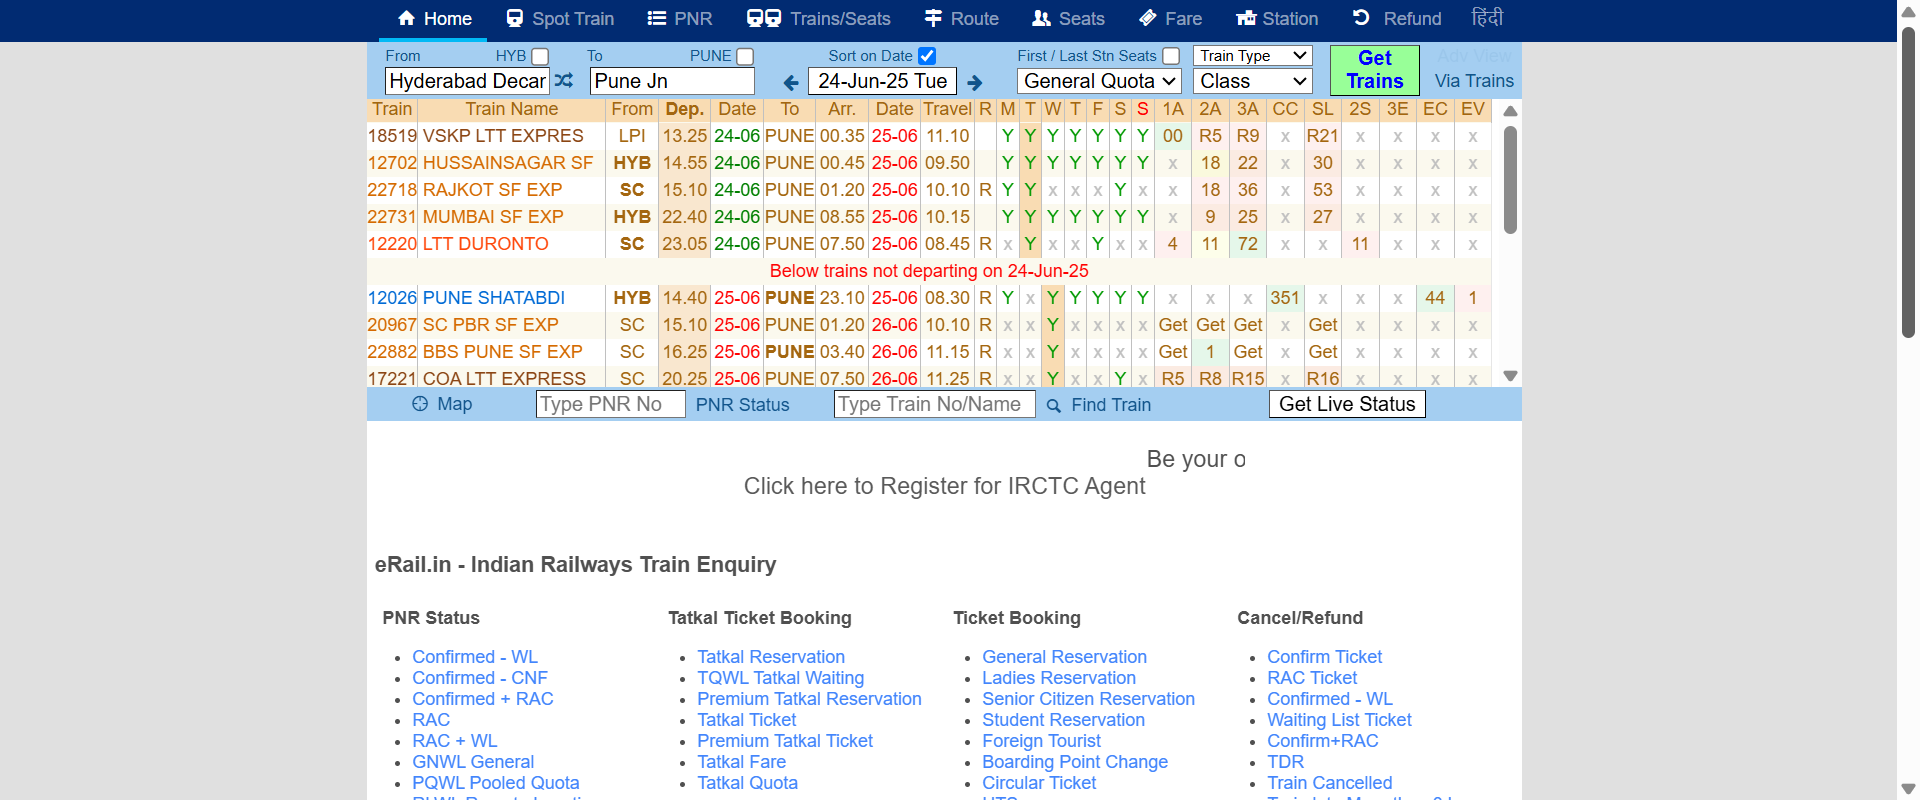 Home Spot Train PNR Trains/Seats Route Seats Fare Station Refund हिंदी
From HYB To PUNE Sort on Date First / Last Stn Seats Train Type Get Trains Adv View
Hyderabad Decar Pune Jn 24-Jun-25 Tue General Quota Class Via Trains
Train Train Name From Dep. Date To Arr. Date Travel R M T W T F S S 1A 2A 3A CC SL 2S 3E EC EV
18519 VSKP LTT EXPRES LPI 13.25 24-06 PUNE 00.35 25-06 11.10 Y Y Y Y Y Y Y 00 R5 R9 x R21 x x x x
12702 HUSSAINSAGAR SF HYB 14.55 24-06 PUNE 00.45 25-06 09.50 Y Y Y Y Y Y Y x 18 22 x 30 x x x x
22718 RAJKOT SF EXP SC 15.10 24-06 PUNE 01.20 25-06 10.10 R Y Y x x x Y x x 18 36 x 53 x x x x
22731 MUMBAI SF EXP HYB 22.40 24-06 PUNE 08.55 25-06 10.15 Y Y Y Y Y Y Y x 9 25 x 27 x x x x
12220 LTT DURONTO SC 23.05 24-06 PUNE 07.50 25-06 08.45 R x Y x x Y x x 4 11 72 x x 11 x x x
Below trains not departing on 24-Jun-25
12026 PUNE SHATABDI HYB 14.40 25-06 PUNE 23.10 25-06 08.30 R Y x Y Y Y Y Y x x x 351 x x x 44 1
20967 SC PBR SF EXP SC 15.10 25-06 PUNE 01.20 26-06 10.10 R x x Y x x x x Get Get Get x Get x x x x
22882 BBS PUNE SF EXP SC 16.25 25-06 PUNE 03.40 26-06 11.15 R x x Y x x x x Get 1 Get x Get x x x x
17221 COA LTT EXPRESS SC 20.25 25-06 PUNE 07.50 26-06 11.25 R x x Y x x Y x R5 R8 R15 x R16 x x x x
Map Type PNR No PNR Status Type Train No/Name Find Train Get Live Status
Be your o
Click here to Register for IRCTC Agent
eRail.in - Indian Railways Train Enquiry
PNR Status
Confirmed - WL
Confirmed - CNF
Confirmed + RAC
RAC
RAC + WL
GNWL General
PQWL Pooled Quota
Tatkal Ticket Booking
Tatkal Reservation
TQWL Tatkal Waiting
Premium Tatkal Reservation
Tatkal Ticket
Premium Tatkal Ticket
Tatkal Fare
Tatkal Quota
Ticket Booking
General Reservation
Ladies Reservation
Senior Citizen Reservation
Student Reservation
Foreign Tourist
Boarding Point Change
Circular Ticket
Cancel/Refund
Confirm Ticket
RAC Ticket
Confirmed - WL
Waiting List Ticket
Confirm+RAC
TDR
Train Cancelled